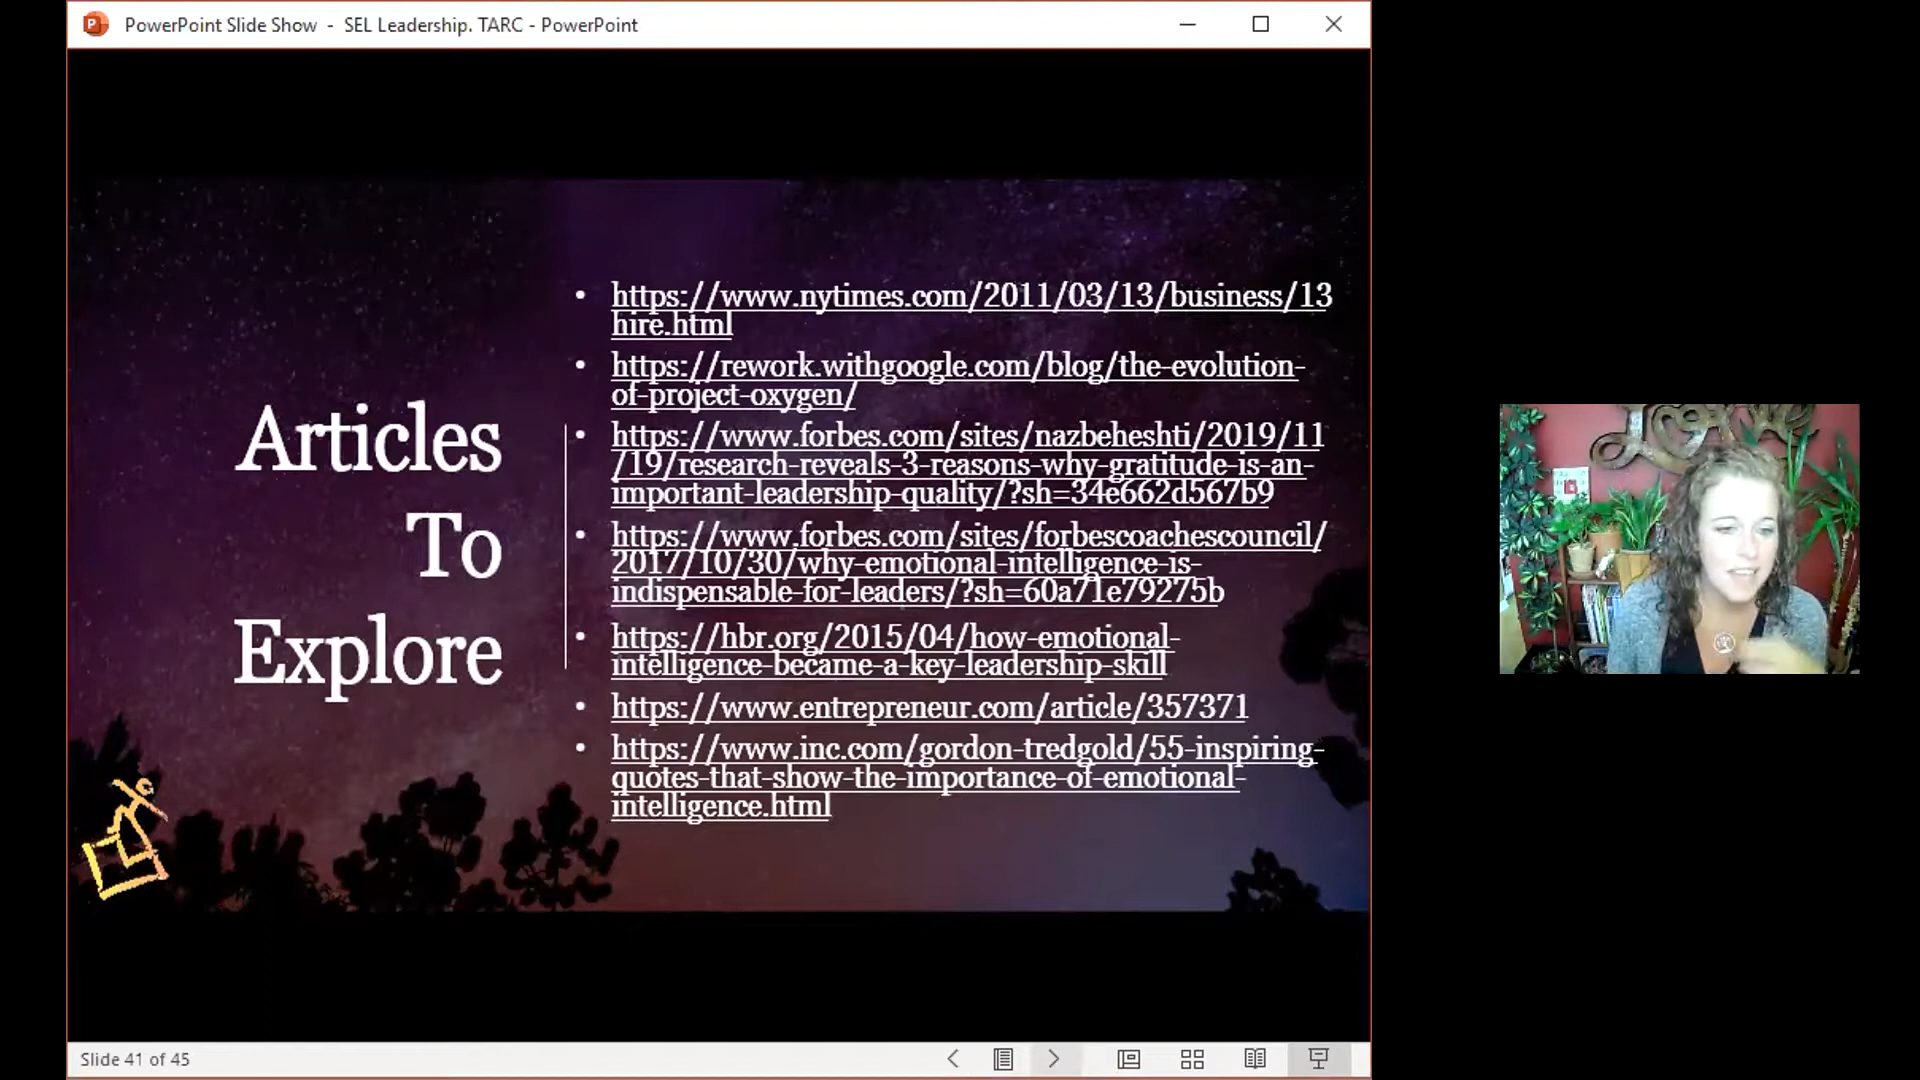 PowerPoint Slide Show - SEL Leadership. TARC - PowerPoint
Articles
To
Explore
• https://www.nytimes.com/2011/03/13/business/13
hire.html
• https://rework.withgoogle.com/blog/the-evolution-
of-project-oxygen/
• https://www.forbes.com/sites/nazbeheshti/2019/11
/19/research-reveals-3-reasons-why-gratitude-is-an-
important-leadership-quality/?sh=34e662d567b9
• https://www.forbes.com/sites/forbescoachescouncil/
2017/10/30/why-emotional-intelligence-is-
indispensable-for-leaders/?sh=60a71e79275b
• https://hbr.org/2015/04/how-emotional-
intelligence-became-a-key-leadership-skill
• https://www.entrepreneur.com/article/357371
• https://www.inc.com/gordon-tredgold/55-inspiring-
quotes-that-show-the-importance-of-emotional-
intelligence.html
Slide 41 of 45